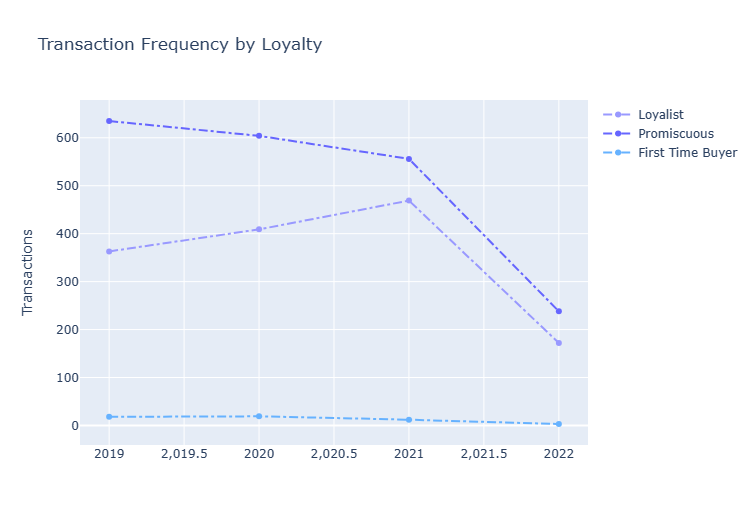 Transaction Frequency by Loyalty
Loyalist
Promiscuous
First Time Buyer
Transactions
600
500
400
300
200
100
0
2019 2,019.5 2020 2,020.5 2021 2,021.5 2022